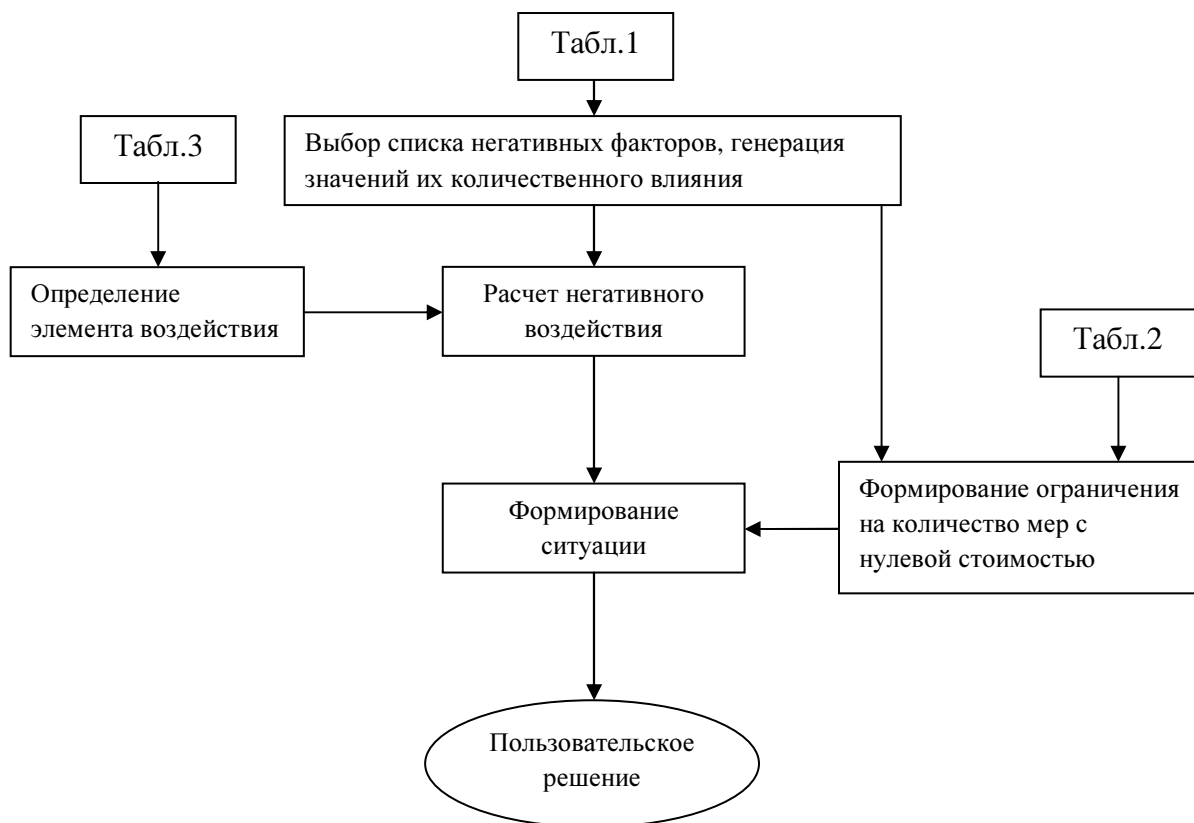 Табл.1
Табл.3
Выбор списка негативных факторов, генерация
значений их количественного влияния
Определение
элемента воздействия
Расчет негативного
воздействия
Табл.2
Формирование
ситуации
Формирование ограничения
на количество мер с
нулевой стоимостью
Пользовательское
решение